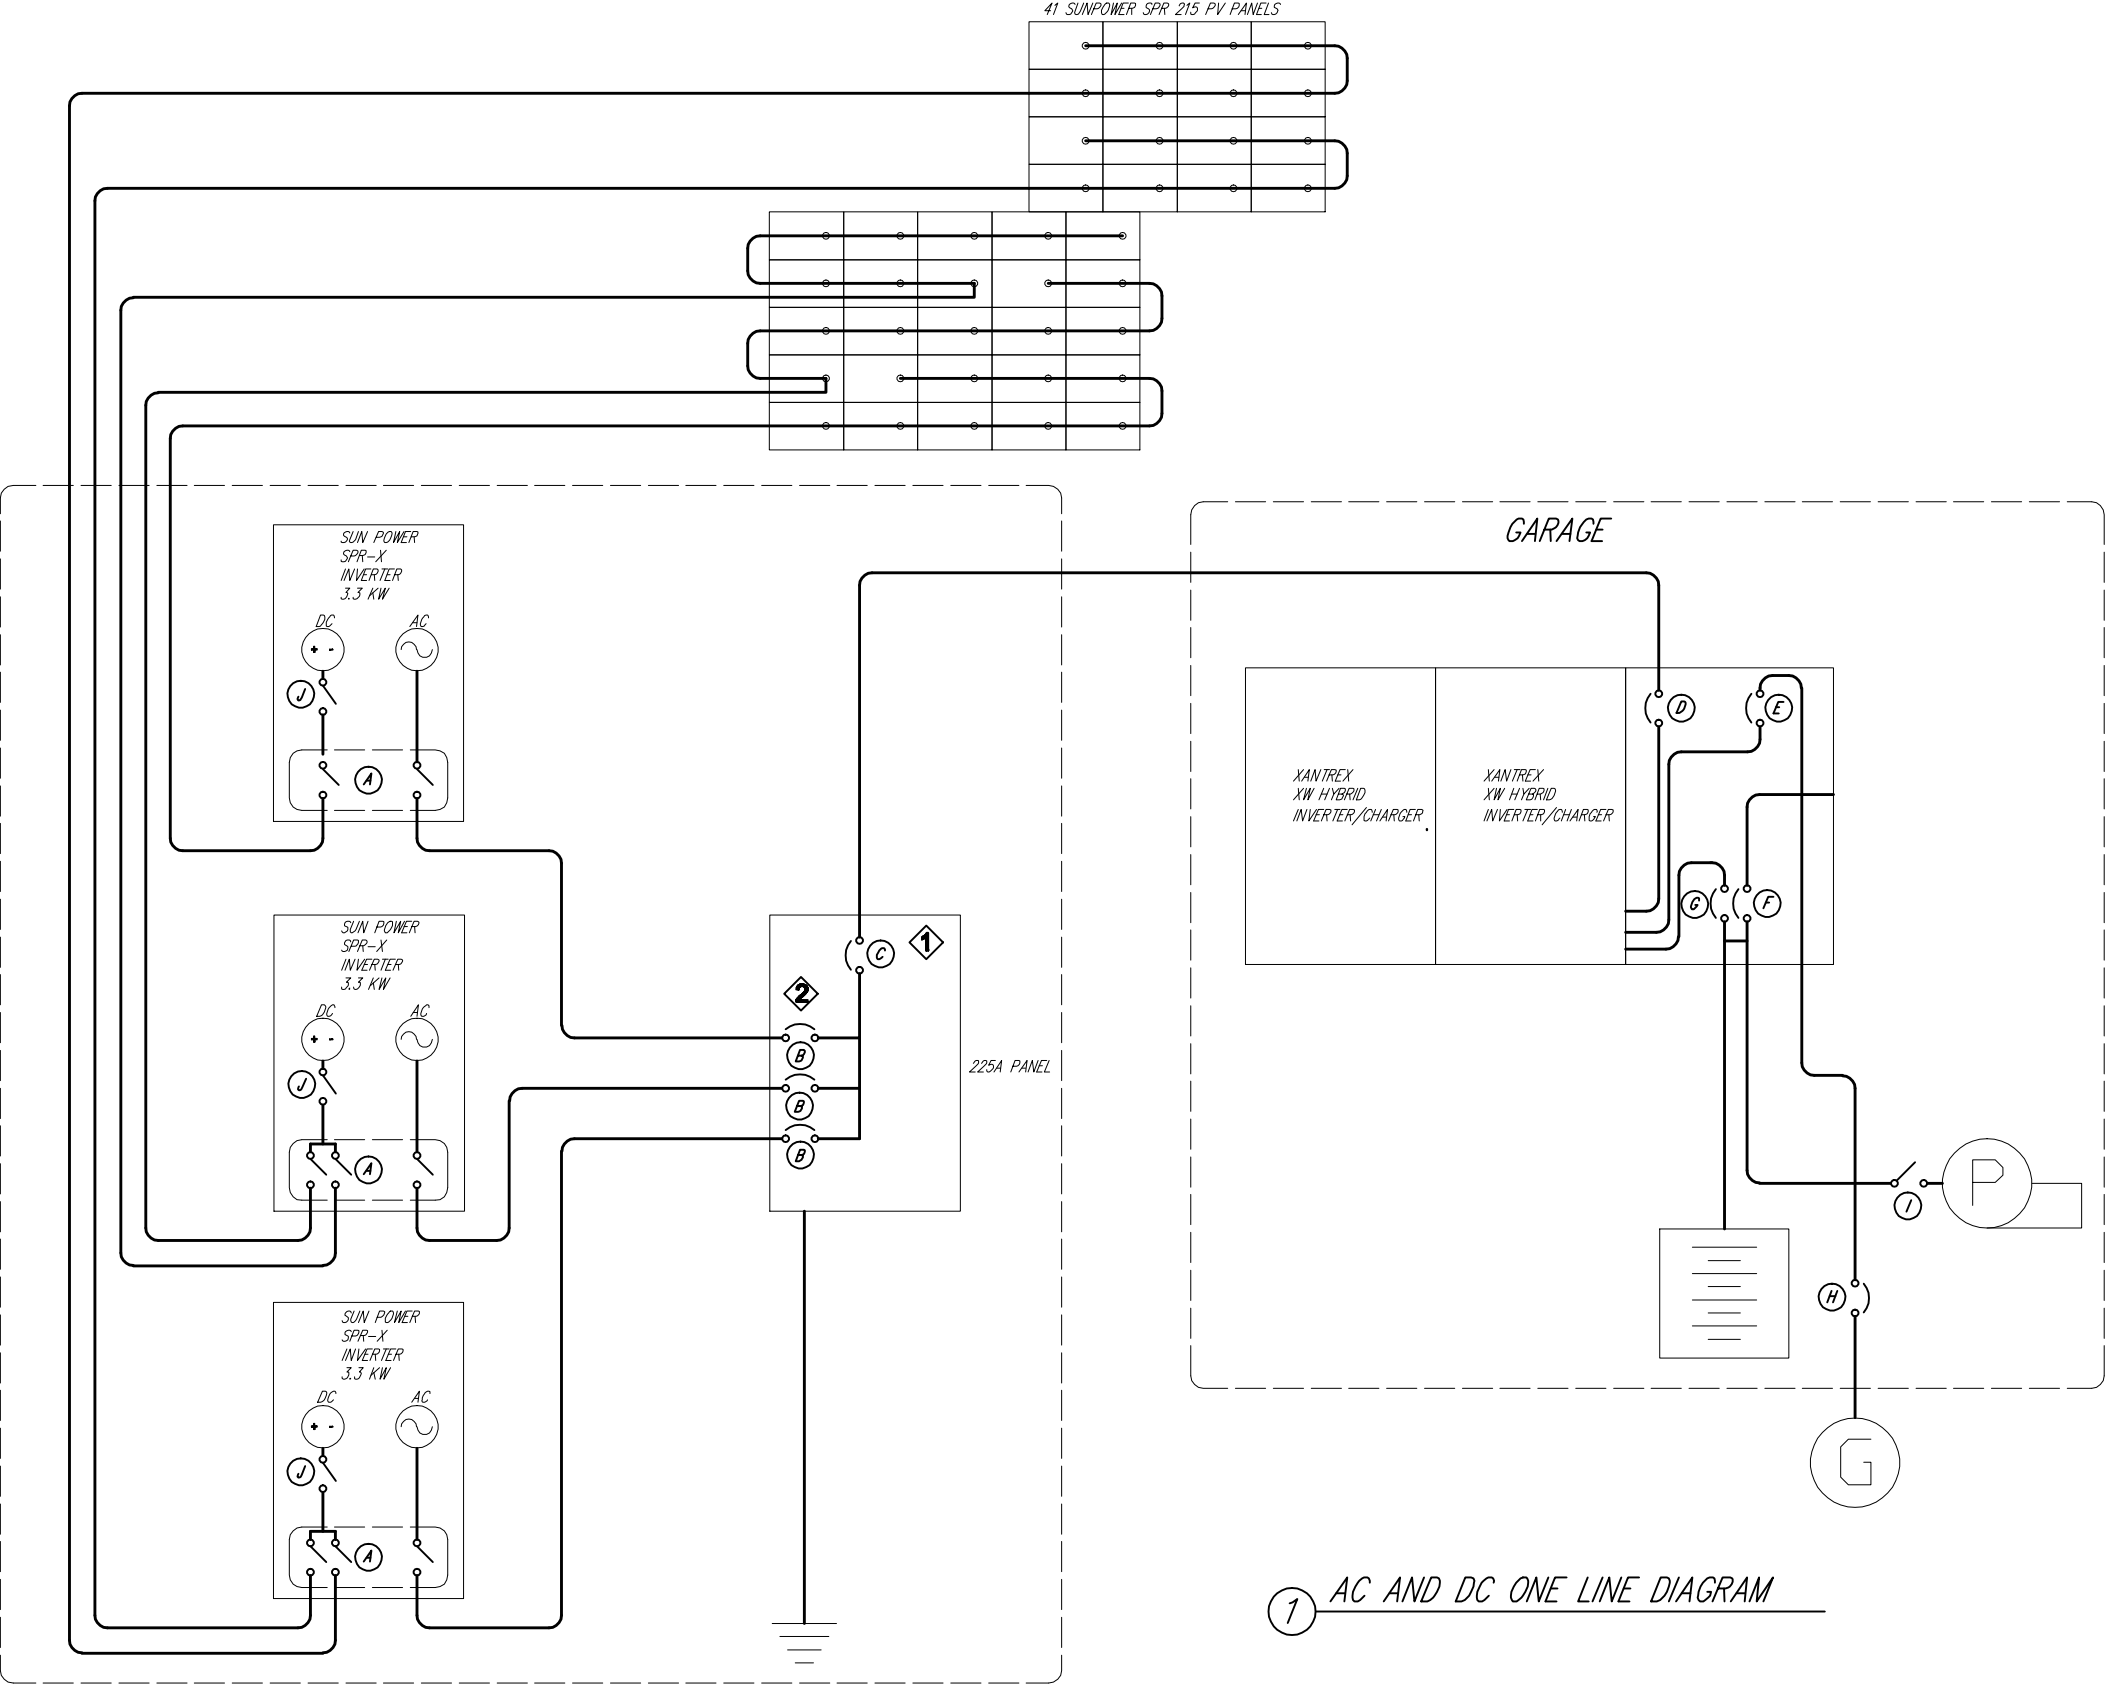 41 SUNPOWER SPR 215 PV PANELS
SUN POWER
SPR-X
INVERTER
3.3 KW
DC
AC
+ -
J
A
SUN POWER
SPR-X
INVERTER
3.3 KW
DC
AC
+ -
J
A
SUN POWER
SPR-X
INVERTER
3.3 KW
DC
AC
+ -
J
A
1
C
2
B
B
B
225A PANEL
GARAGE
D
E
XANTREX
XW HYBRID
INVERTER/CHARGER
XANTREX
XW HYBRID
INVERTER/CHARGER
G
F
P
I
H
G
1
AC AND DC ONE LINE DIAGRAM